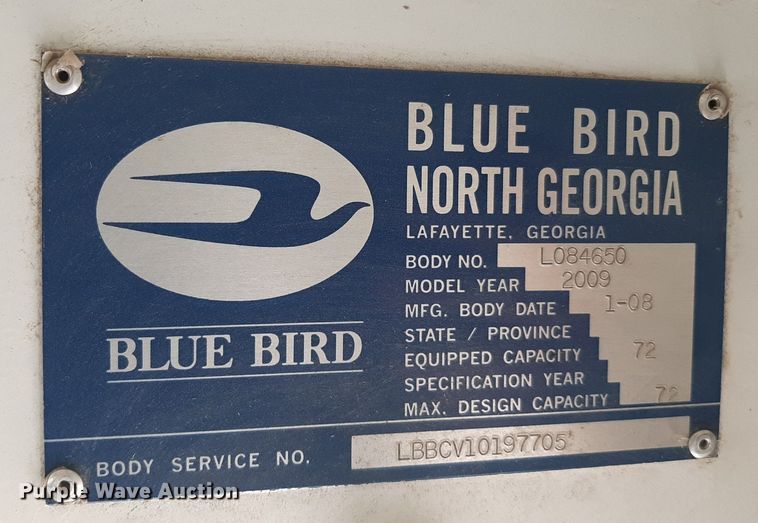 BLUE BIRD
NORTH GEORGIA
LAFAYETTE, GEORGIA
BODY NO. L084650
MODEL YEAR 2009
MFG. BODY DATE 1-08
STATE / PROVINCE
EQUIPPED CAPACITY 72
SPECIFICATION YEAR
MAX. DESIGN CAPACITY 72
BLUE BIRD
BODY SERVICE NO. LBBCV10197705
Purple Wave Auction